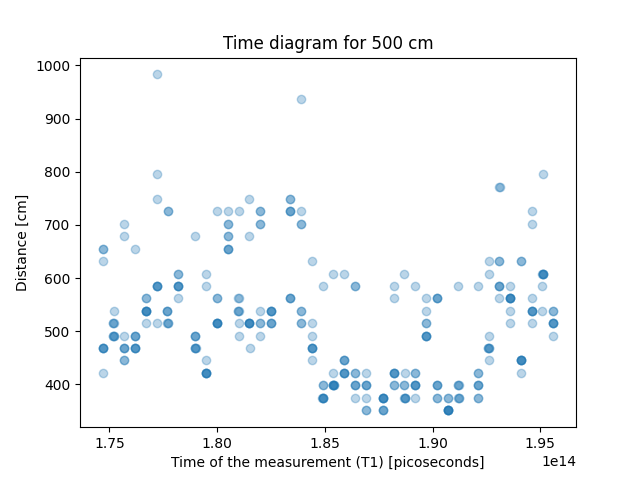 Time diagram for 500 cm
1000
900
800
700
600
500
400
Distance [cm]
1.75 1.80 1.85 1.90 1.95
1e14
Time of the measurement (T1) [picoseconds]